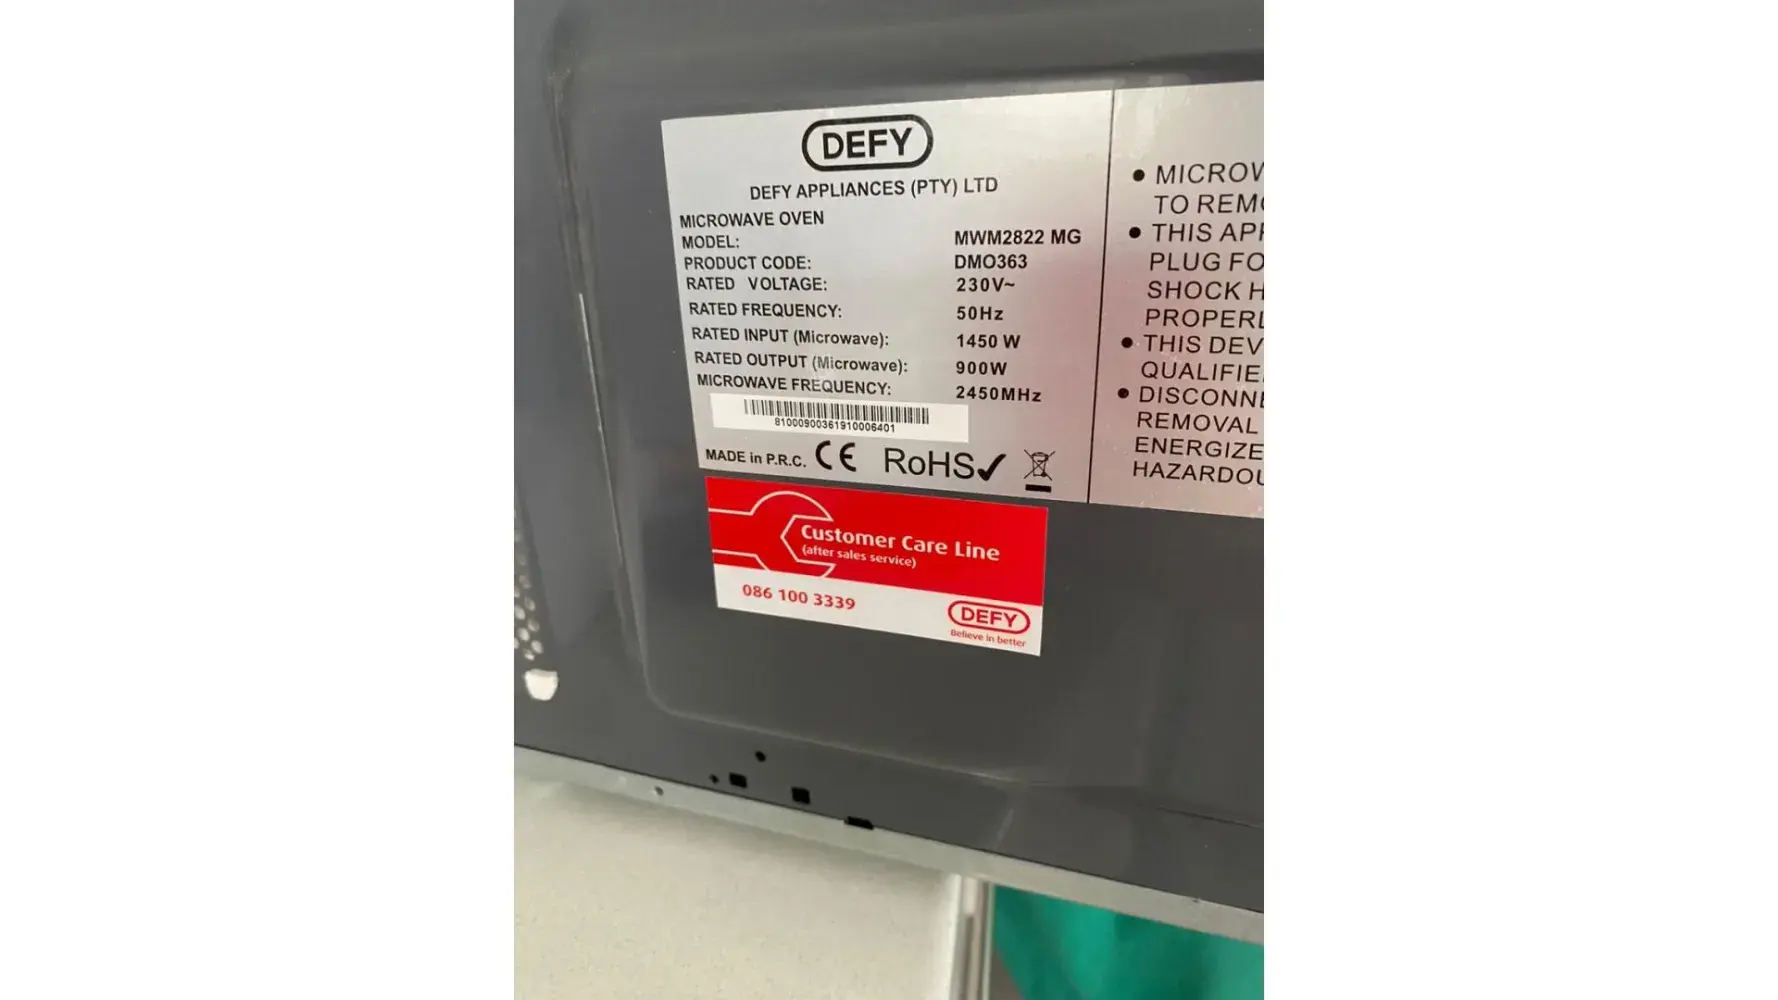 DEFY
DEFY APPLIANCES (PTY) LTD
MICROWAVE OVEN
MODEL: MWM2822 MG
PRODUCT CODE: DMO363
RATED VOLTAGE: 230V~
RATED FREQUENCY: 50Hz
RATED INPUT (Microwave): 1450 W
RATED OUTPUT (Microwave): 900W
MICROWAVE FREQUENCY: 2450MHz
8100090036191000640​1
MADE in P.R.C. CE RoHS✓
• MICROW
TO REM
• THIS AP
PLUG FO
SHOCK H
PROPERL
• THIS DEV
QUALIFIE
• DISCONNE
REMOVAL
ENERGIZE
HAZARDOU
Customer Care Line
(after sales service)
086 100 3339
DEFY
Believe in better